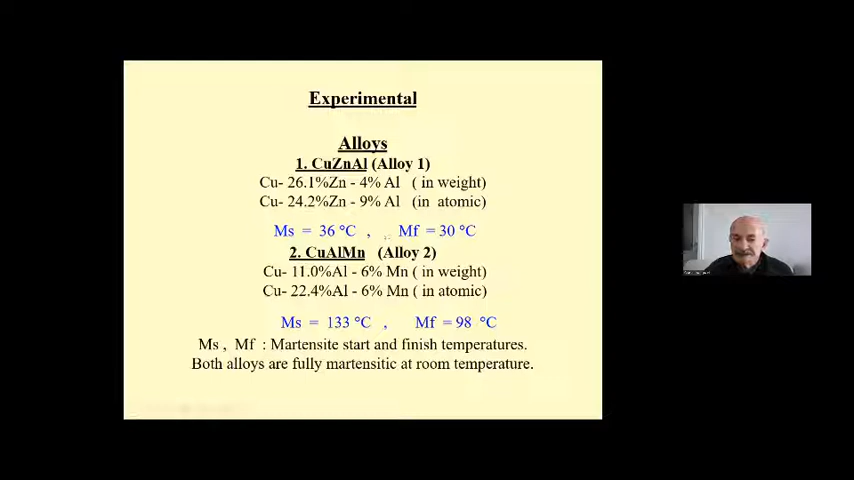 Experimental
Alloys
1. CuZnAl (Alloy 1)
Cu- 26.1%Zn - 4% Al ( in weight)
Cu- 24.2%Zn - 9% Al (in atomic)
Ms = 36 °C , Mf = 30 °C
2. CuAlMn (Alloy 2)
Cu- 11.0%Al - 6% Mn ( in weight)
Cu- 22.4%Al - 6% Mn ( in atomic)
Ms = 133 °C , Mf = 98 °C
Ms , Mf : Martensite start and finish temperatures.
Both alloys are fully martensitic at room temperature.